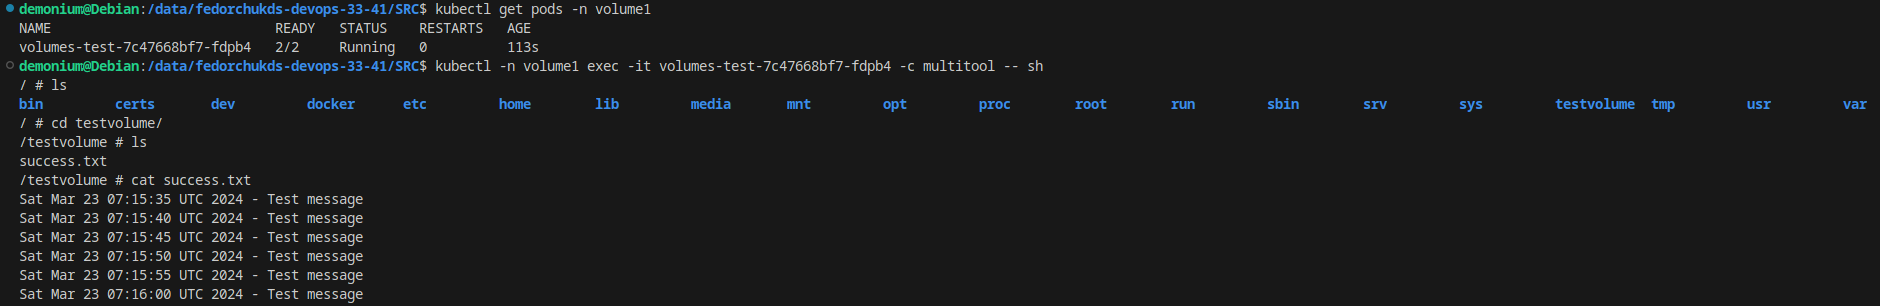 demonium@Debian:/data/fedorchukds-devops-33-41/SRC$ kubectl get pods -n volume1
NAME                            READY   STATUS    RESTARTS   AGE
volumes-test-7c47668bf7-fdpb4   2/2     Running   0          113s
demonium@Debian:/data/fedorchukds-devops-33-41/SRC$ kubectl -n volume1 exec -it volumes-test-7c47668bf7-fdpb4 -c multitool -- sh
/ # ls
bin         certs       dev         docker      etc         home        lib         media       mnt         opt         proc        root        run         sbin        srv         sys         testvolume  tmp         usr         var
/ # cd testvolume/
/testvolume # ls
success.txt
/testvolume # cat success.txt
Sat Mar 23 07:15:35 UTC 2024 - Test message
Sat Mar 23 07:15:40 UTC 2024 - Test message
Sat Mar 23 07:15:45 UTC 2024 - Test message
Sat Mar 23 07:15:50 UTC 2024 - Test message
Sat Mar 23 07:15:55 UTC 2024 - Test message
Sat Mar 23 07:16:00 UTC 2024 - Test message